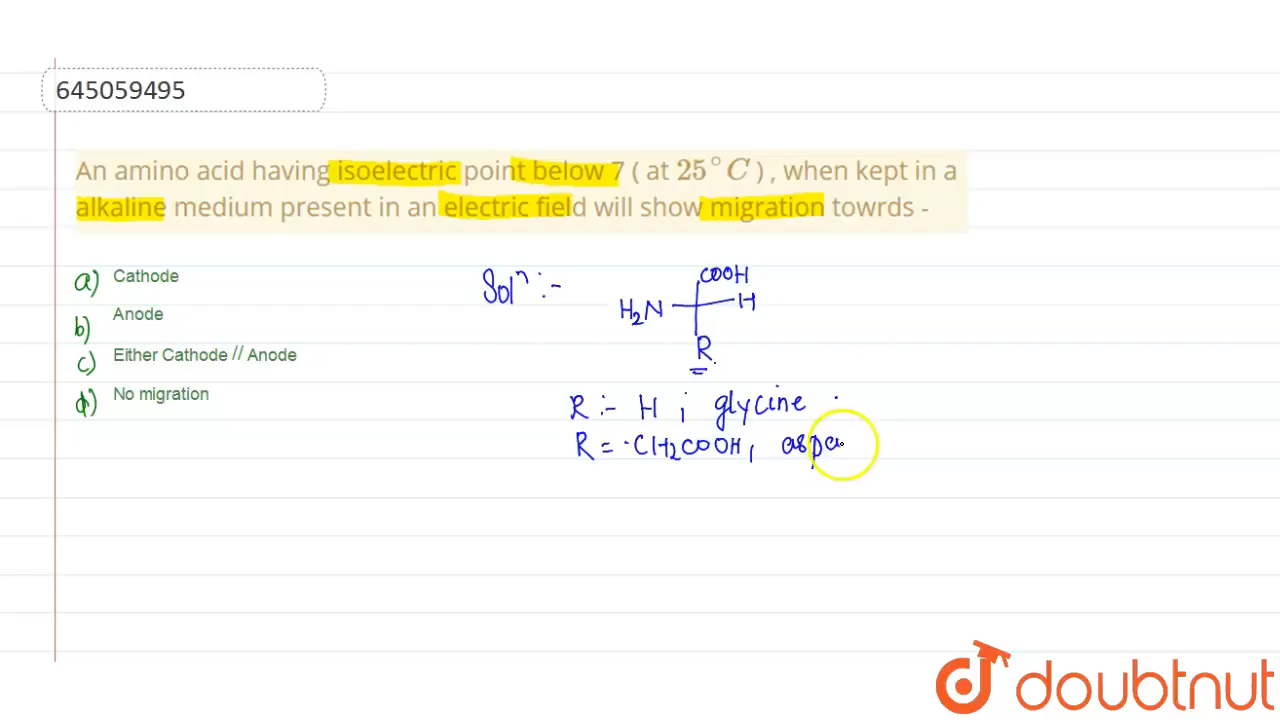 645059495
An amino acid having isoelectric point below 7 ( at 25°C ) , when kept in a
alkaline medium present in an electric field will show migration towrds -
a) Cathode
b) Anode
c) Either Cathode // Anode
d) No migration
Solⁿ :-
COOH
H₂N H
R
R :- H ; glycine
R = -CH₂COOH, aspa
doubtnut